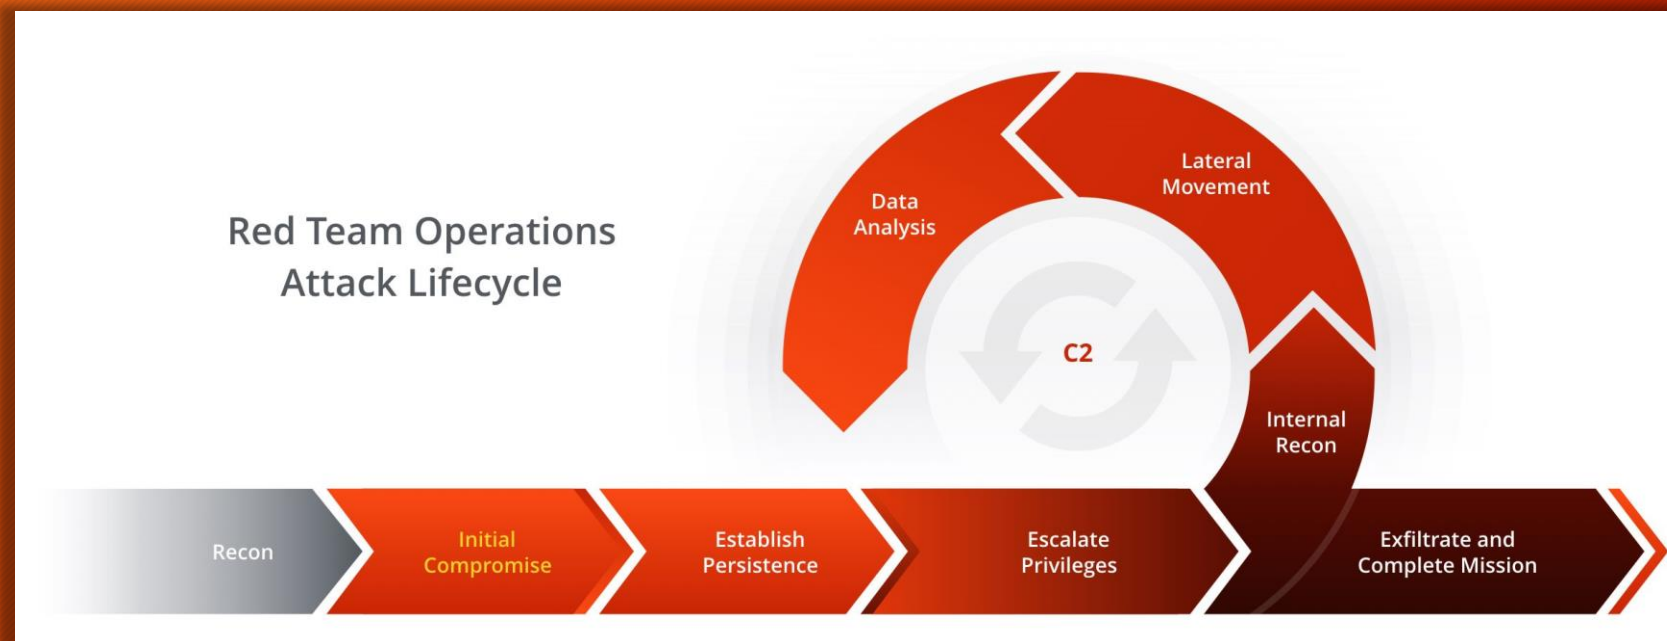 Red Team Operations
Attack Lifecycle
Data
Analysis
Lateral
Movement
C2
Internal
Recon
Recon
Initial
Compromise
Establish
Persistence
Escalate
Privileges
Exfiltrate and
Complete Mission